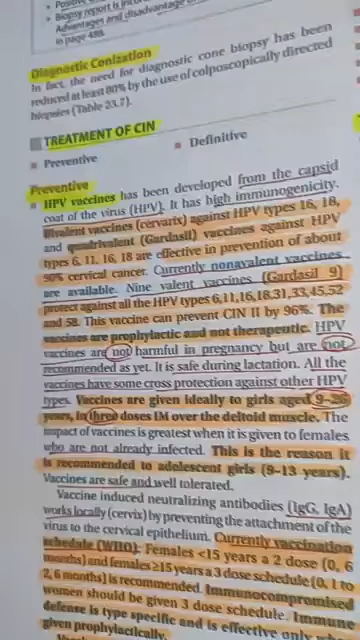 Positive
Biopsy report is
Advantages and disadvantage
in page 488.
Diagnostic Conization
In fact, the need for diagnostic cone biopsy has been
reduced at least 80% by the use of colposcopically directed
biopsies (Table 23.7).
TREATMENT OF CIN
Preventive
Definitive
Preventive
HPV vaccines has been developed from the capsid
coat of the virus (HPV). It has high immunogenicity.
Bivalent vaccines (cervarix) against HPV types 16, 18,
and quadrivalent (Gardasil) vaccines against HPV
types 6, 11, 16, 18 are effective in prevention of about
90% cervical cancer. Currently nonavalent vaccines
are available. Nine valent vaccines (Gardasil 9)
protect against all the HPV types 6,11,16,18,31,33,45,52
and 58. This vaccine can prevent CIN II by 96%. The
vaccines are prophylactic and not therapeutic. HPV
vaccines are not harmful in pregnancy but are not
recommended as yet. It is safe during lactation. All the
vaccines have some cross protection against other HPV
types. Vaccines are given ideally to girls aged 9–26
years, in three doses IM over the deltoid muscle. The
impact of vaccines is greatest when it is given to females
who are not already infected. This is the reason it
is recommended to adolescent girls (9–13 years).
Vaccines are safe and well tolerated.
Vaccine induced neutralizing antibodies (IgG, IgA)
works locally (cervix) by preventing the attachment of the
virus to the cervical epithelium. Currently vaccination
schedule (WHO): Females <15 years a 2 dose (0, 6
months) and females ≥15 years a 3 dose schedule (0, 1 to
2, 6 months) is recommended. Immunocompromised
women should be given 3 dose schedule. Immune
defense is type specific and is effective only
given prophylactically.